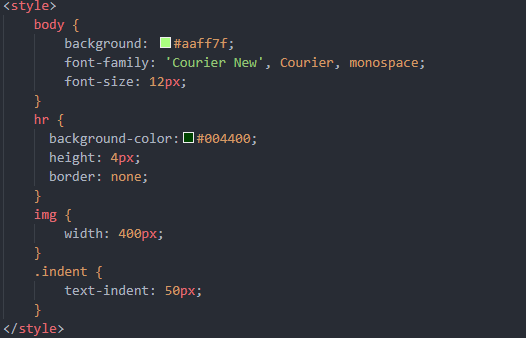 <style>
body {
background: #aaff7f;
font-family: 'Courier New', Courier, monospace;
font-size: 12px;
}
hr {
background-color: #004400;
height: 4px;
border: none;
}
img {
width: 400px;
}
.indent {
text-indent: 50px;
}
</style>